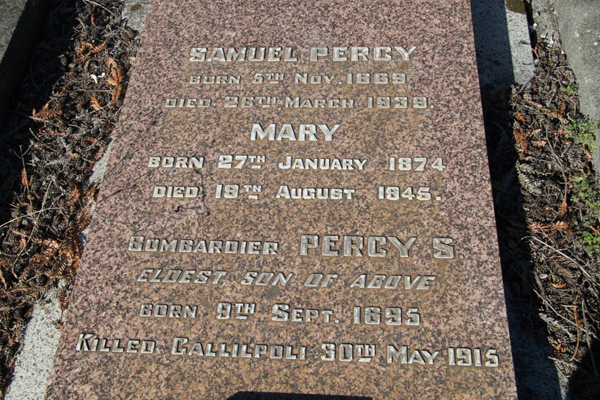 SAMUEL PERCY
BORN 5TH NOV. 1869
DIED 26TH MARCH 1939.
MARY
BORN 27TH JANUARY 1874
DIED 19TH AUGUST 1945.
BOMBARDIER PERCY S
ELDEST SON OF ABOVE
BORN 9TH SEPT. 1895
KILLED GALLILPOLI 30TH MAY 1915